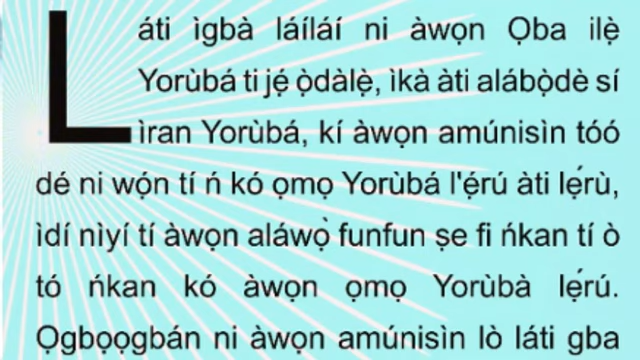 Láti ìgbà láíláí ni àwọn Ọba ilẹ̀
Yorùbá ti jẹ́ ọ̀dàlẹ̀, ìkà àti alábọ̀dè sí
ìran Yorùbá, kí àwọn amúnisìn tóó
dé ni wọ́n tí ń kó ọmọ Yorùbá l'ẹ́rú àti lẹ́rù,
ìdí nìyí tí àwọn aláwọ̀ funfun ṣe fi ńkan tí ò
tó ńkan kó àwọn ọmọ Yorùbà lẹ́rú.
Ọgbọọgbán ni àwọn amúnisìn lò láti gba